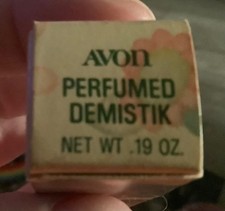 AVON
PERFUMED
DEMISTIK
NET WT .19 OZ.